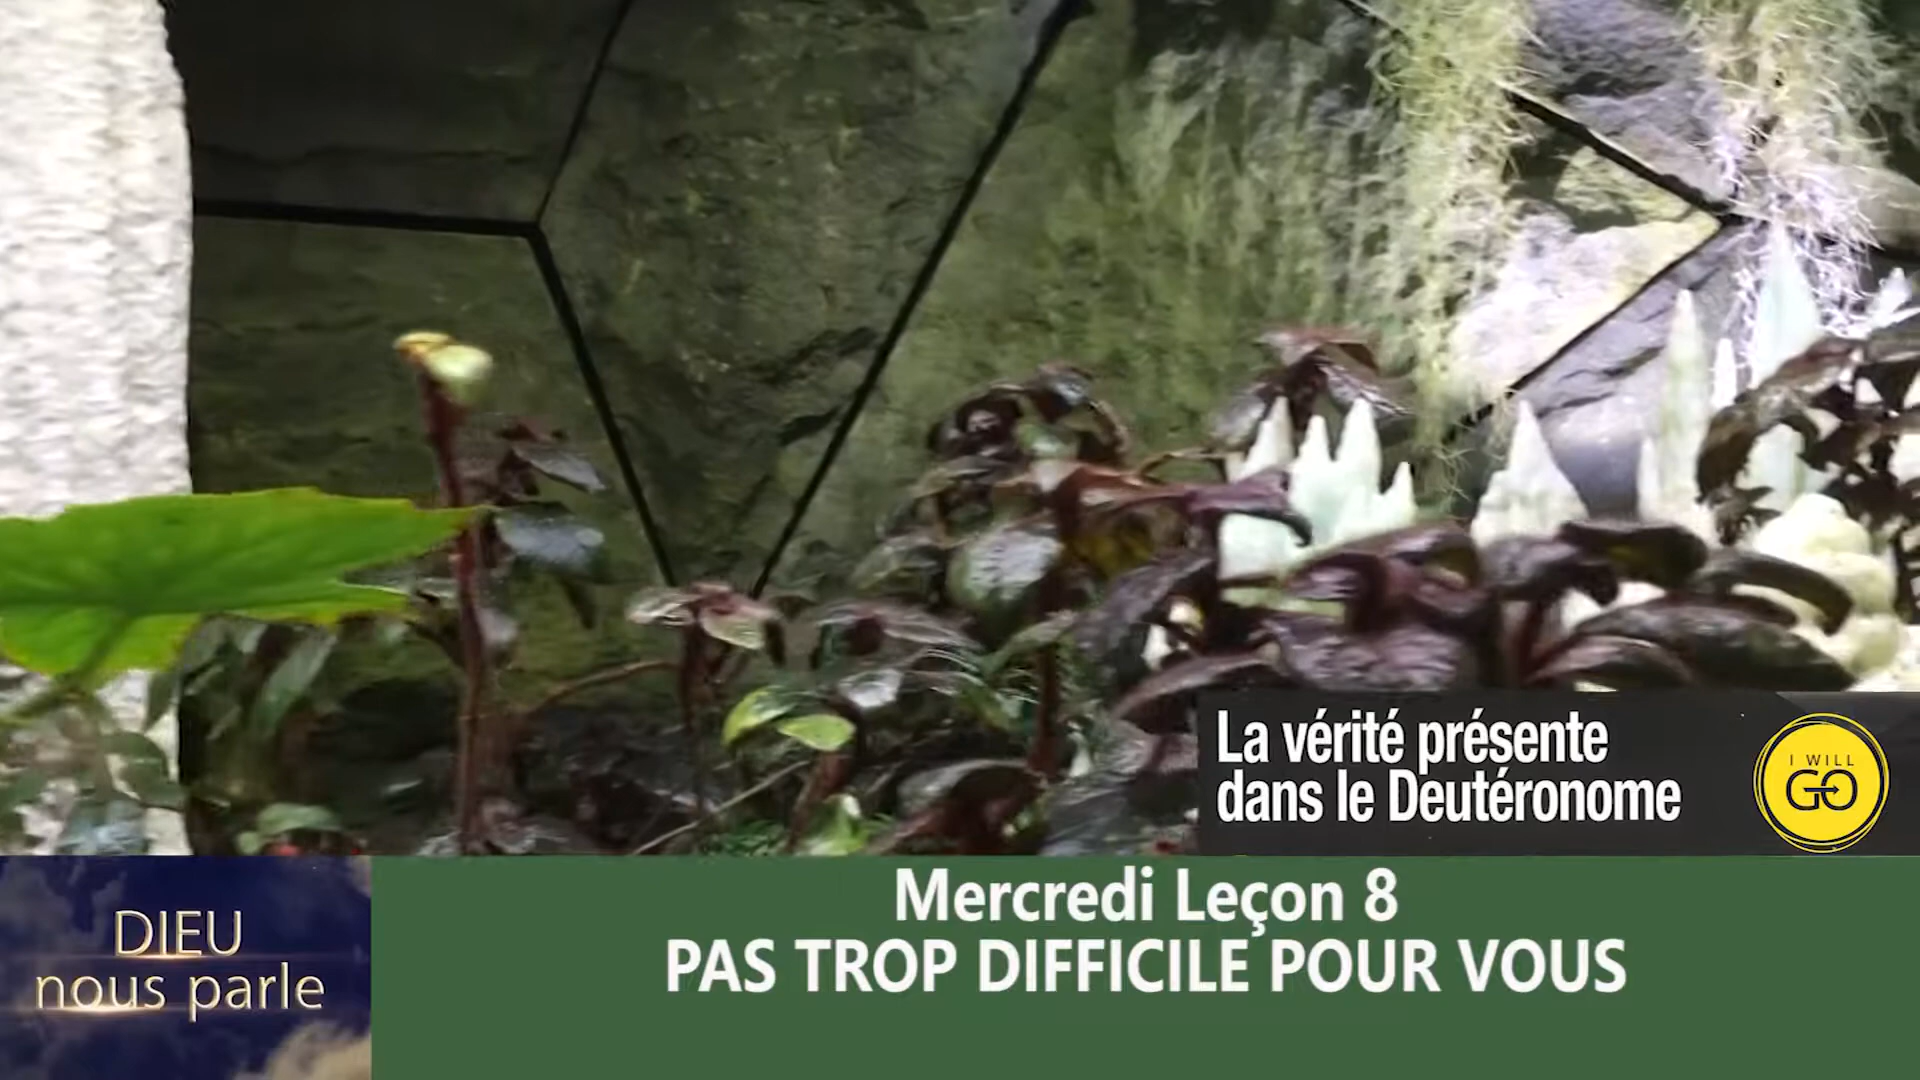 La vérité présente
dans le Deutéronome
I WILL
GO
Mercredi Leçon 8
PAS TROP DIFFICILE POUR VOUS
DIEU
nous parle